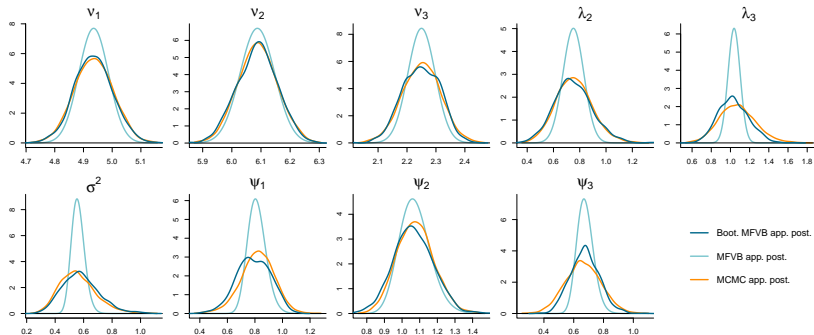 ν1 ν2 ν3 λ2 λ3
8 6 4 2 0
6 5 4 3 2 1 0
8 6 4 2 0
5 4 3 2 1 0
6 5 4 3 2 1 0
4.7 4.8 4.9 5.0 5.1
5.9 6.0 6.1 6.2 6.3
2.1 2.2 2.3 2.4
0.4 0.6 0.8 1.0 1.2
0.6 0.8 1.0 1.2 1.4 1.6 1.8
σ2 ψ1 ψ2 ψ3
8 6 4 2 0
6 5 4 3 2 1 0
4 3 2 1 0
6 4 2 0
0.2 0.4 0.6 0.8 1.0
0.4 0.6 0.8 1.0 1.2
0.8 0.9 1.0 1.1 1.2 1.3 1.4
0.4 0.6 0.8 1.0
Boot. MFVB app. post.
MFVB app. post.
MCMC app. post.